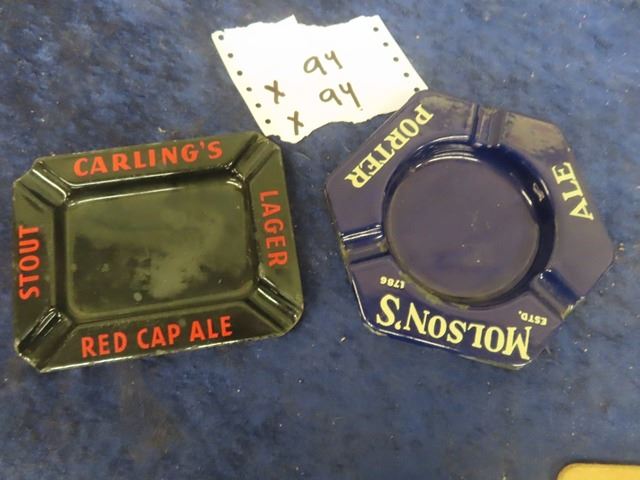 94
x 94
x
CARLING'S
LAGER
STOUT
RED CAP ALE
PORTER
ALE
MOLSON'S
ESTD. 1786